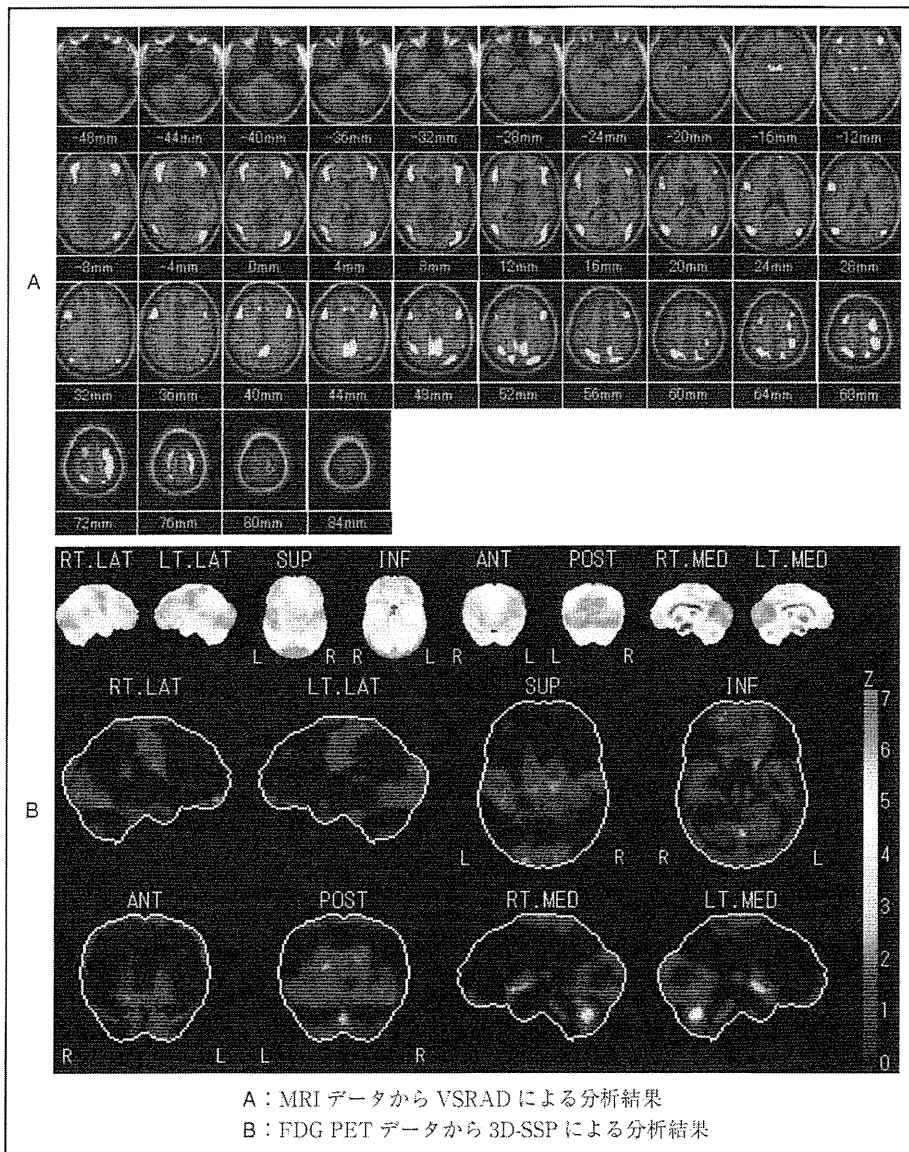 -48mm -44mm -40mm -36mm -32mm -28mm -24mm -20mm -16mm -12mm
A
-8mm -4mm 0mm 4mm 8mm 12mm 16mm 20mm 24mm 28mm
32mm 36mm 40mm 44mm 48mm 52mm 56mm 60mm 64mm 68mm
72mm 76mm 80mm 84mm
RT.LAT LT.LAT SUP INF ANT POST RT.MED LT.MED
L R R L R L L R
RT.LAT LT.LAT SUP INF Z
7
6
5
4
3
2
1
0
B
L R R L
ANT POST RT.MED LT.MED
R L L R
A：MRI データから VSRAD による分析結果
B：FDG PET データから 3D-SSP による分析結果